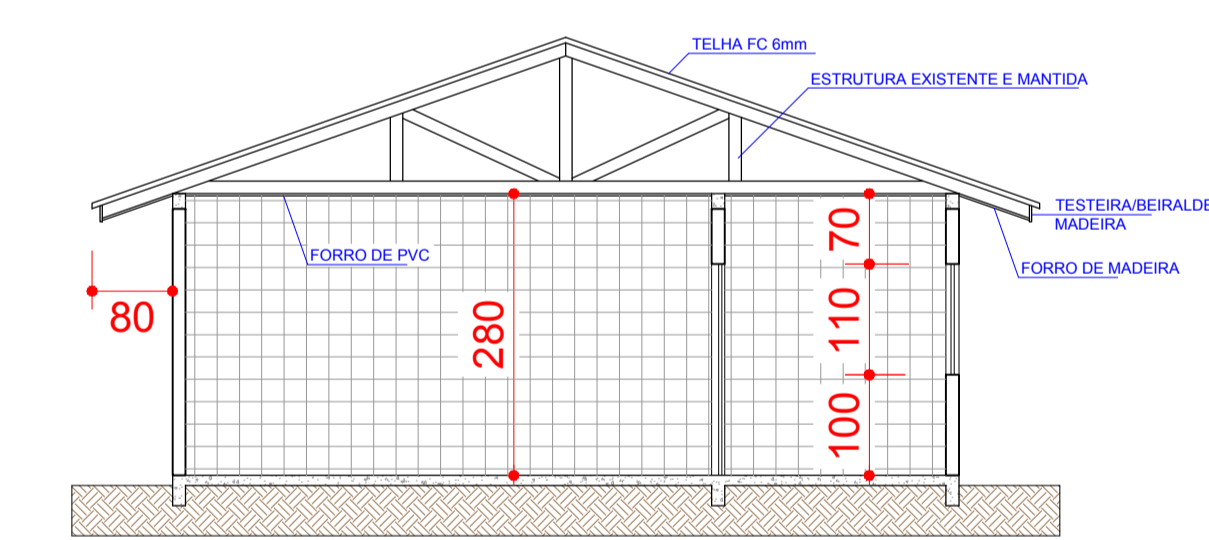 TELHA FC 6mm
ESTRUTURA EXISTENTE E MANTIDA
TESTEIRA/BEIRALDE
MADEIRA
FORRO DE PVC
FORRO DE MADEIRA
80
280
70
110
100